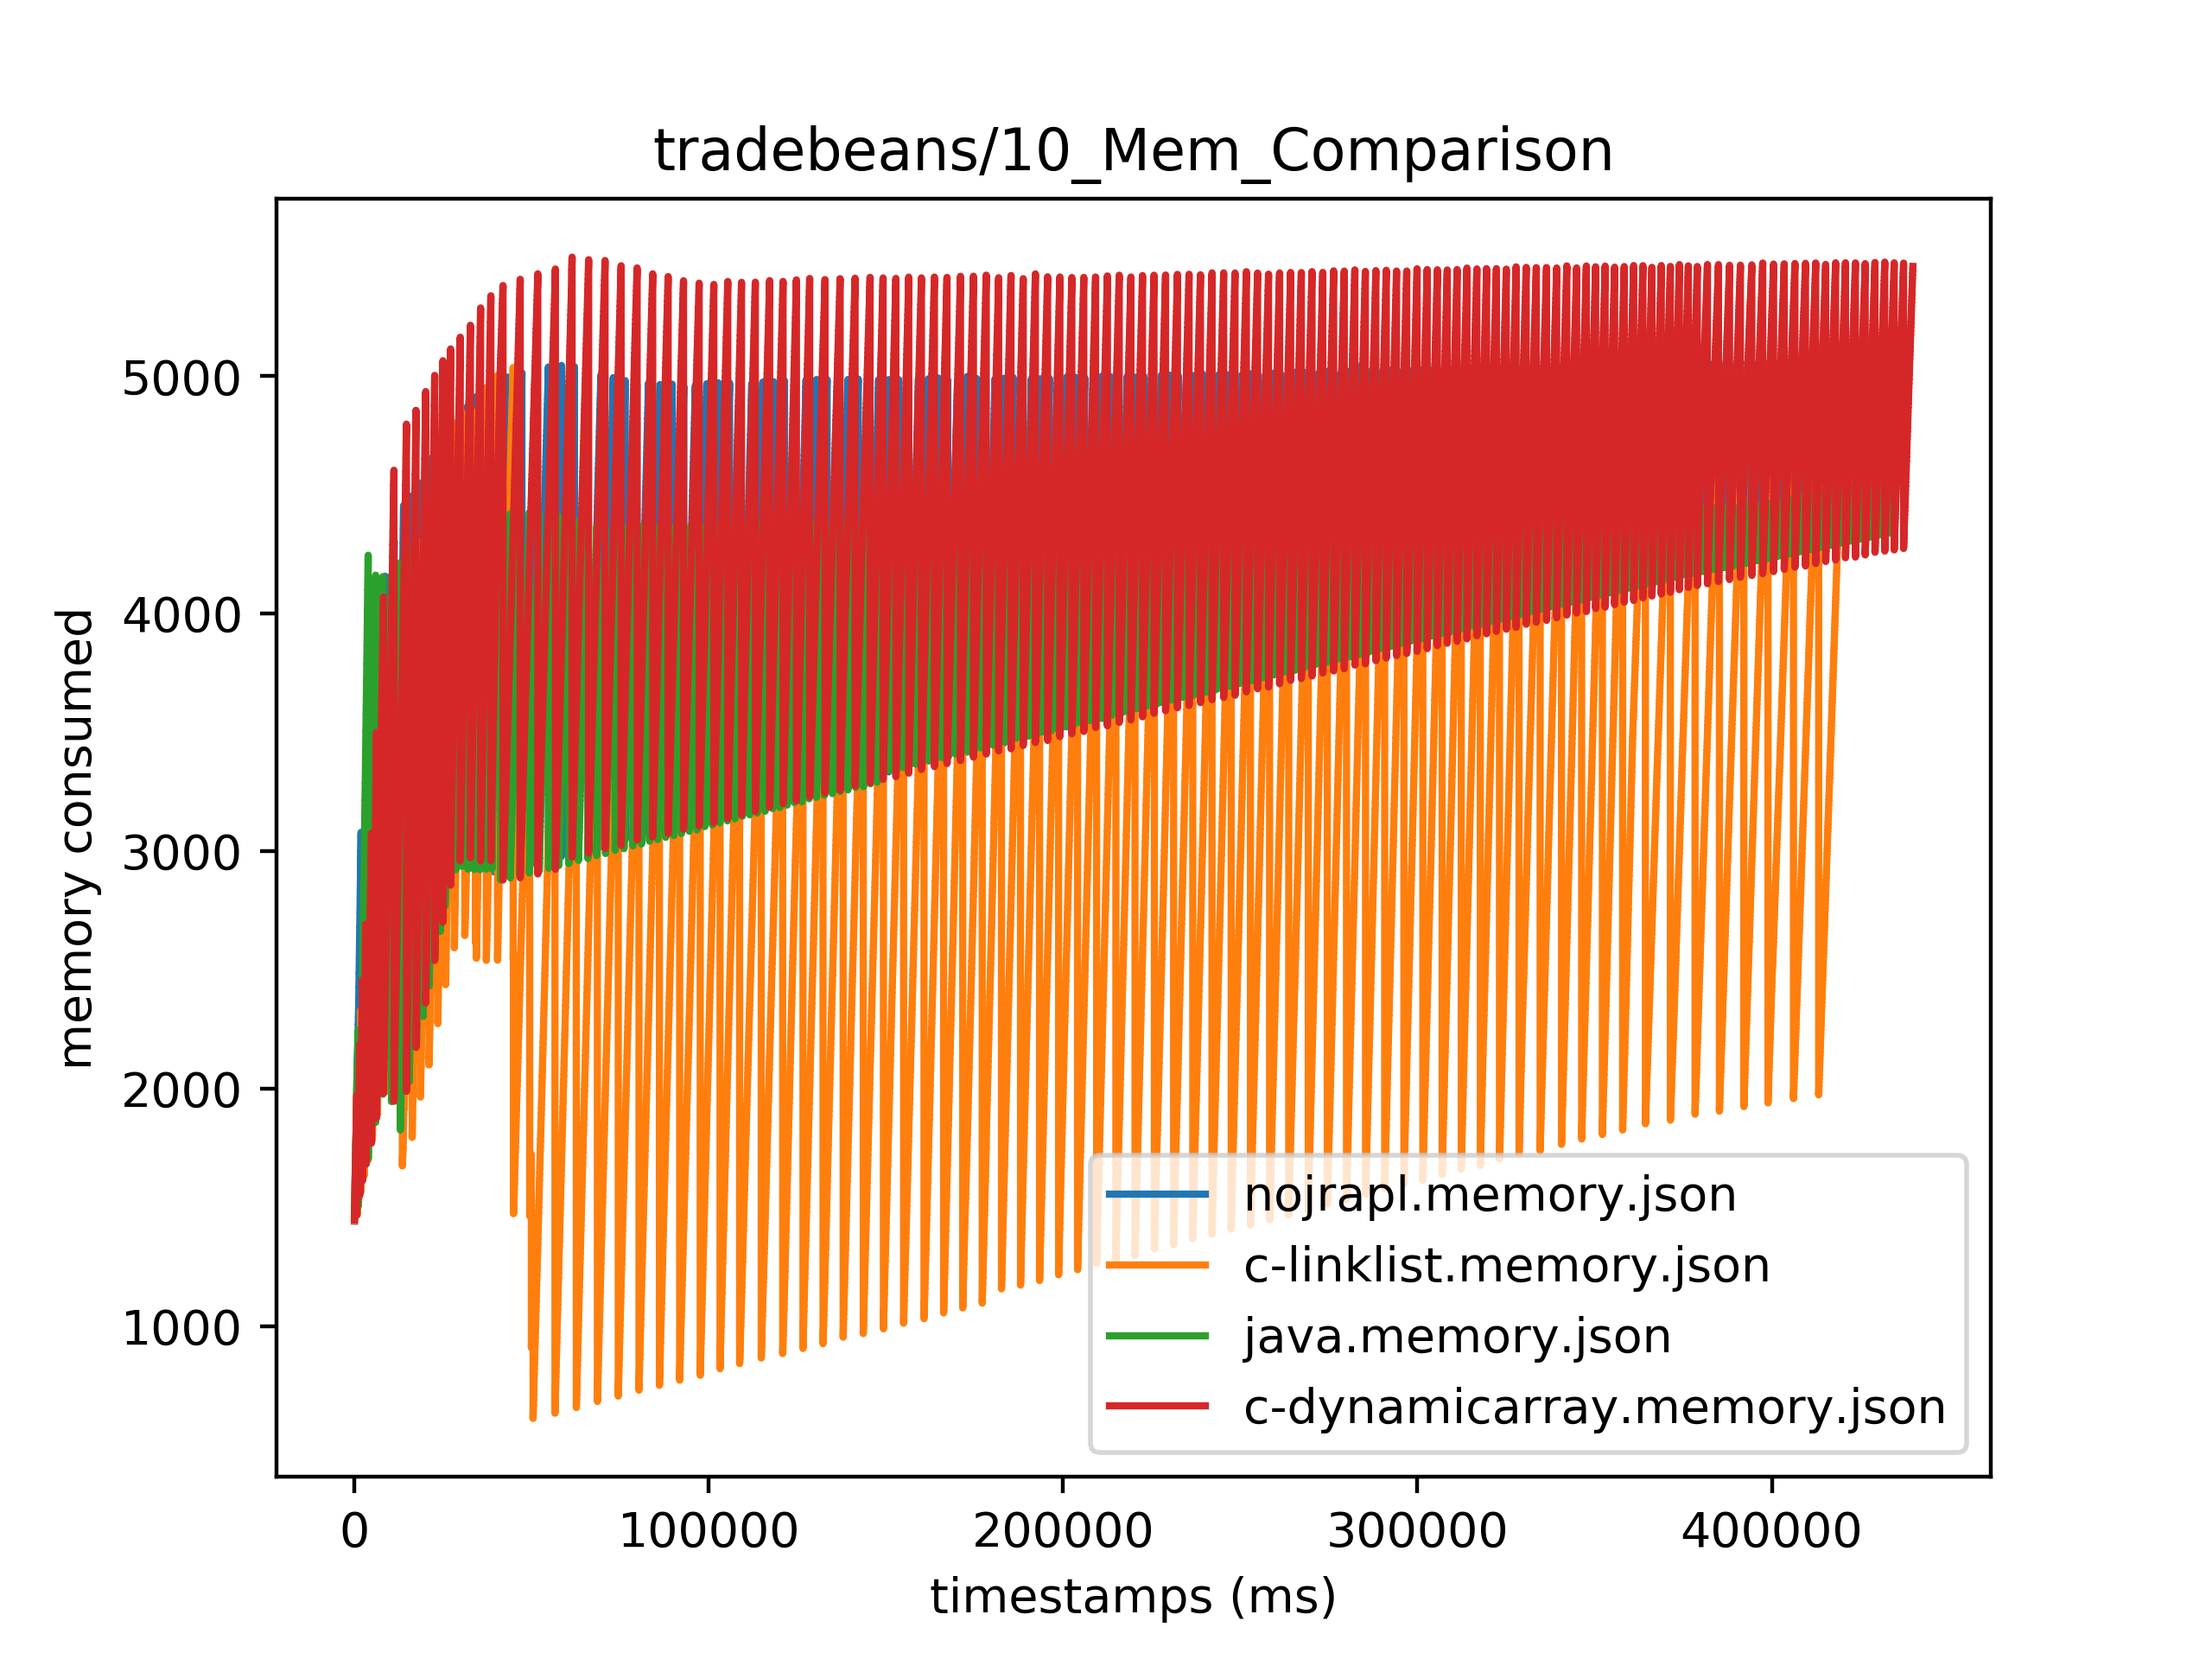 tradebeans/10_Mem_Comparison
memory consumed
5000
4000
3000
2000
1000
nojrapl.memory.json
c-linklist.memory.json
java.memory.json
c-dynamicarray.memory.json
0
100000
200000
300000
400000
timestamps (ms)